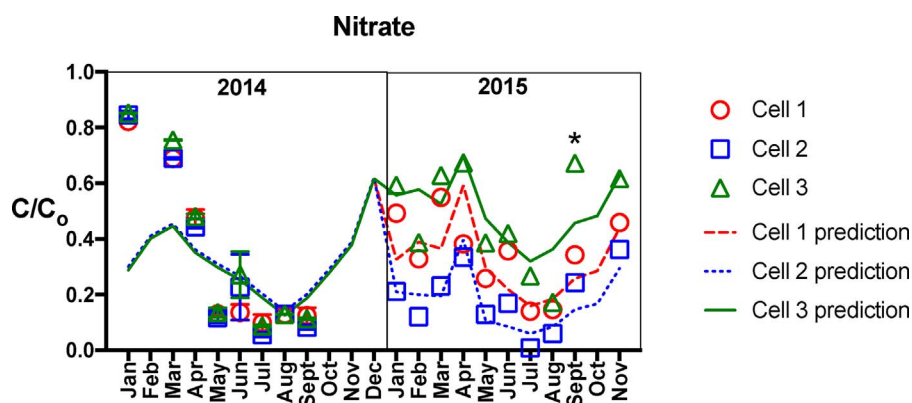 Nitrate
2014
2015
C/Co
1.0
0.8
0.6
0.4
0.2
0.0
*
Jan
Feb
Mar
Apr
May
Jun
Jul
Aug
Sept
Oct
Nov
Dec
Jan
Feb
Mar
Apr
May
Jun
Jul
Aug
Sept
Oct
Nov
Cell 1
Cell 2
Cell 3
Cell 1 prediction
Cell 2 prediction
Cell 3 prediction